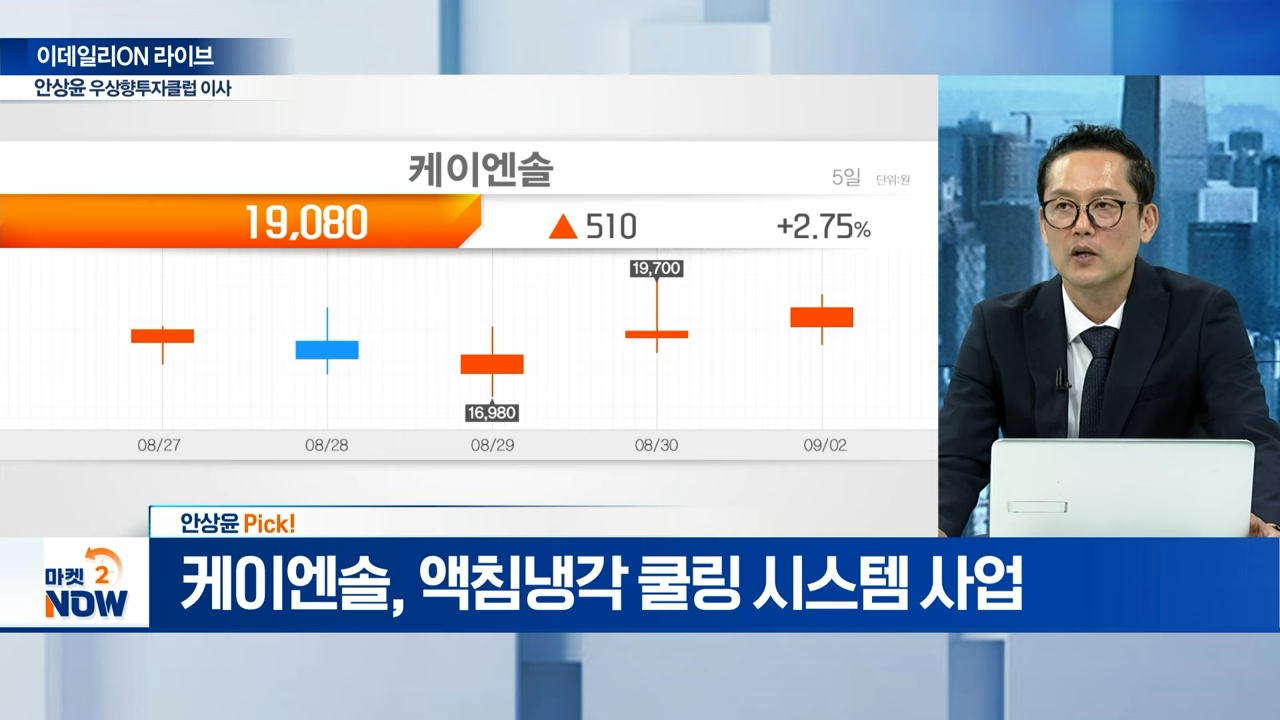 이데일리ON 라이브
안상윤 우상향투자클럽 이사
케이엔솔
5일 단위:원
19,080 ▲ 510 +2.75%
19,700
16,980
08/27 08/28 08/29 08/30 09/02
안상윤 Pick!
마켓 2
NOW
케이엔솔, 액침냉각 쿨링 시스템 사업